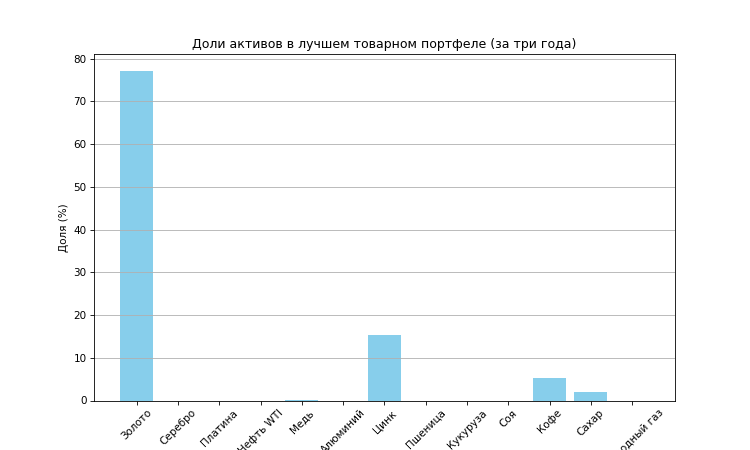 Доли активов в лучшем товарном портфеле (за три года)
Доля (%)
80
70
60
50
40
30
20
10
0
Золото
Серебро
Платина
Нефть WTI
Медь
Алюминий
Цинк
Пшеница
Кукуруза
Соя
Кофе
Сахар
газ